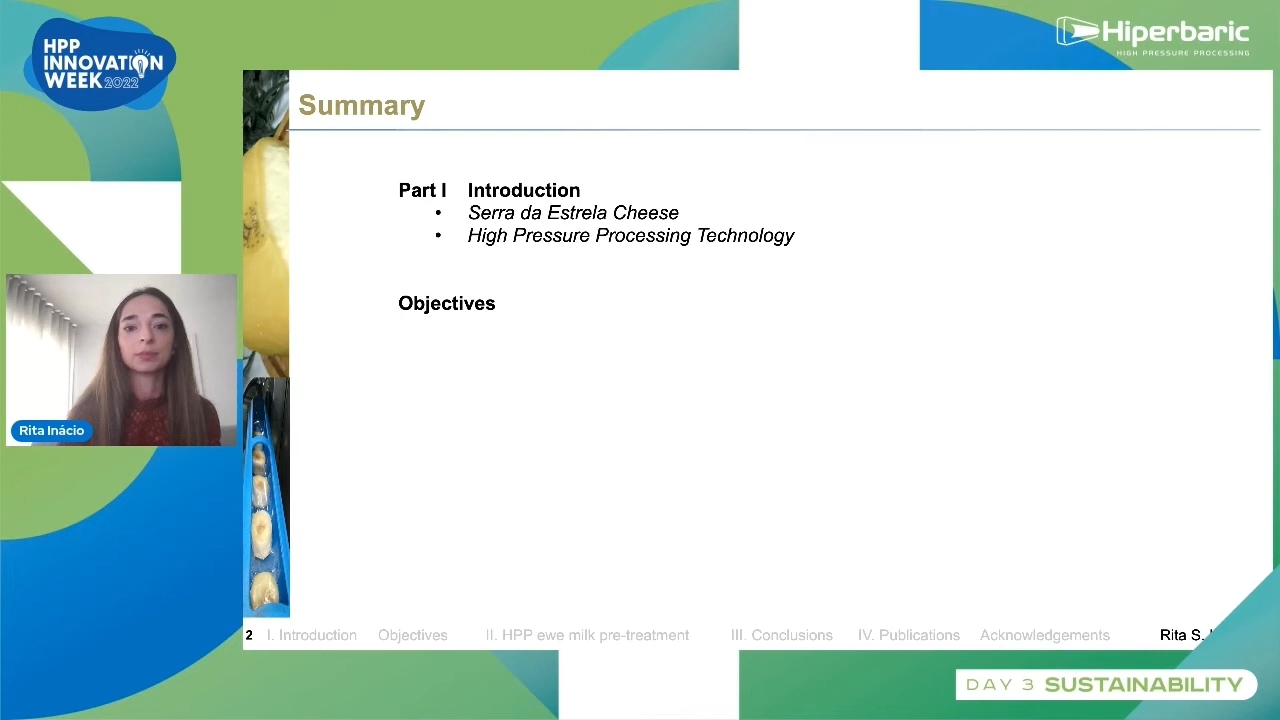 HPP
INNOVATION
WEEK 2022
Hiperbaric
HIGH PRESSURE PROCESSING
Summary
Part I Introduction
• Serra da Estrela Cheese
• High Pressure Processing Technology
Objectives
Rita Inácio
2 I. Introduction Objectives II. HPP ewe milk pre-treatment III. Conclusions IV. Publications Acknowledgements Rita S.
DAY 3 SUSTAINABILITY